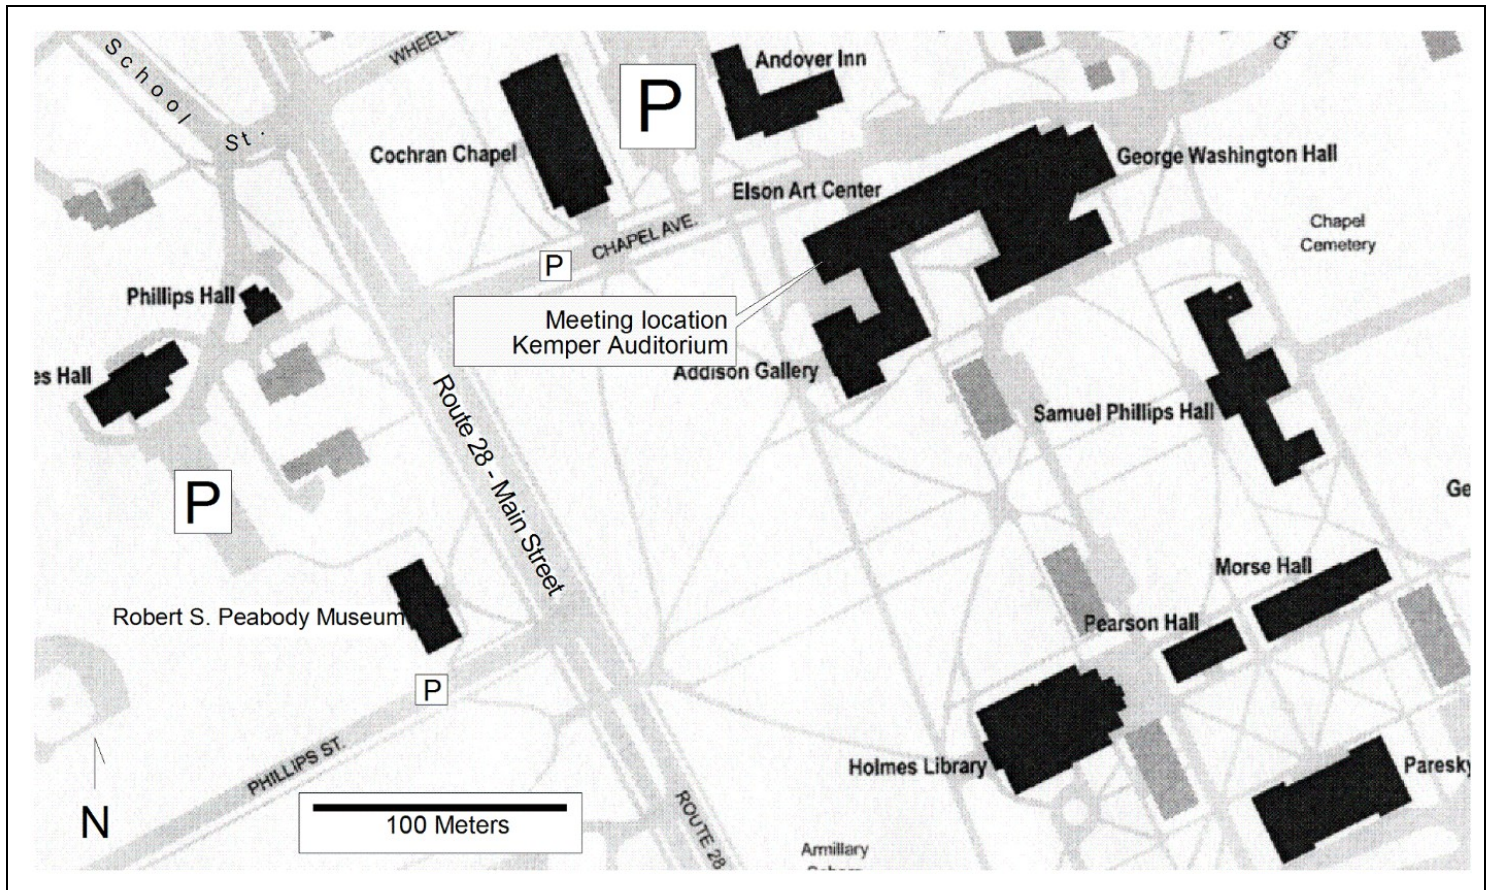 School St.
WHEELE
CH
Andover Inn
P
Cochran Chapel
George Washington Hall
Elson Art Center
CHAPEL AVE.
Chapel
Cemetery
P
Phillips Hall
Meeting location
Kemper Auditorium
es Hall
Addison Gallery
Route 28 - Main Street
Samuel Phillips Hall
P
Ge
Morse Hall
Robert S. Peabody Museum
Pearson Hall
P
PHILLIPS ST.
Holmes Library
Paresky
N
100 Meters
ROUTE 28
Armillary